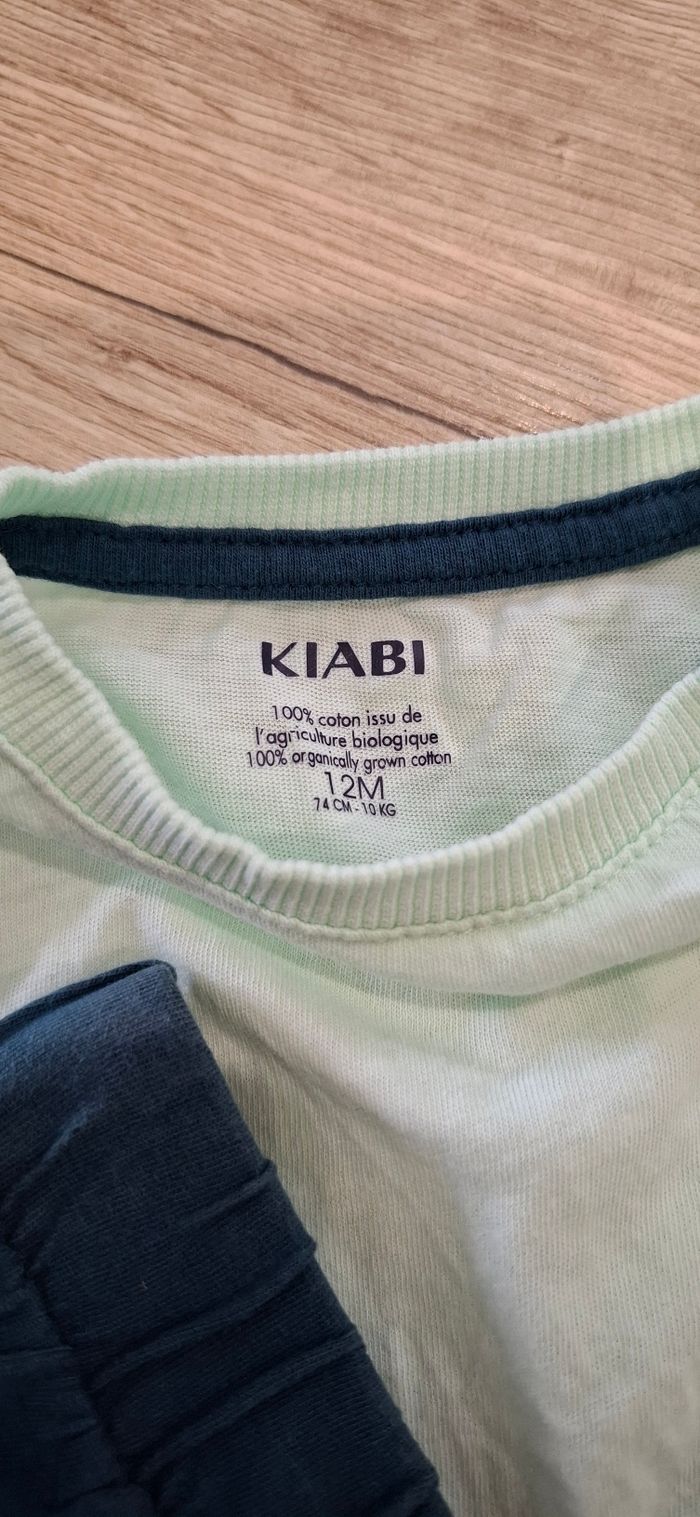 KIABI
100% coton issu de
l'agriculture biologique
100% organically grown cotton
12M
74 CM - 10 KG